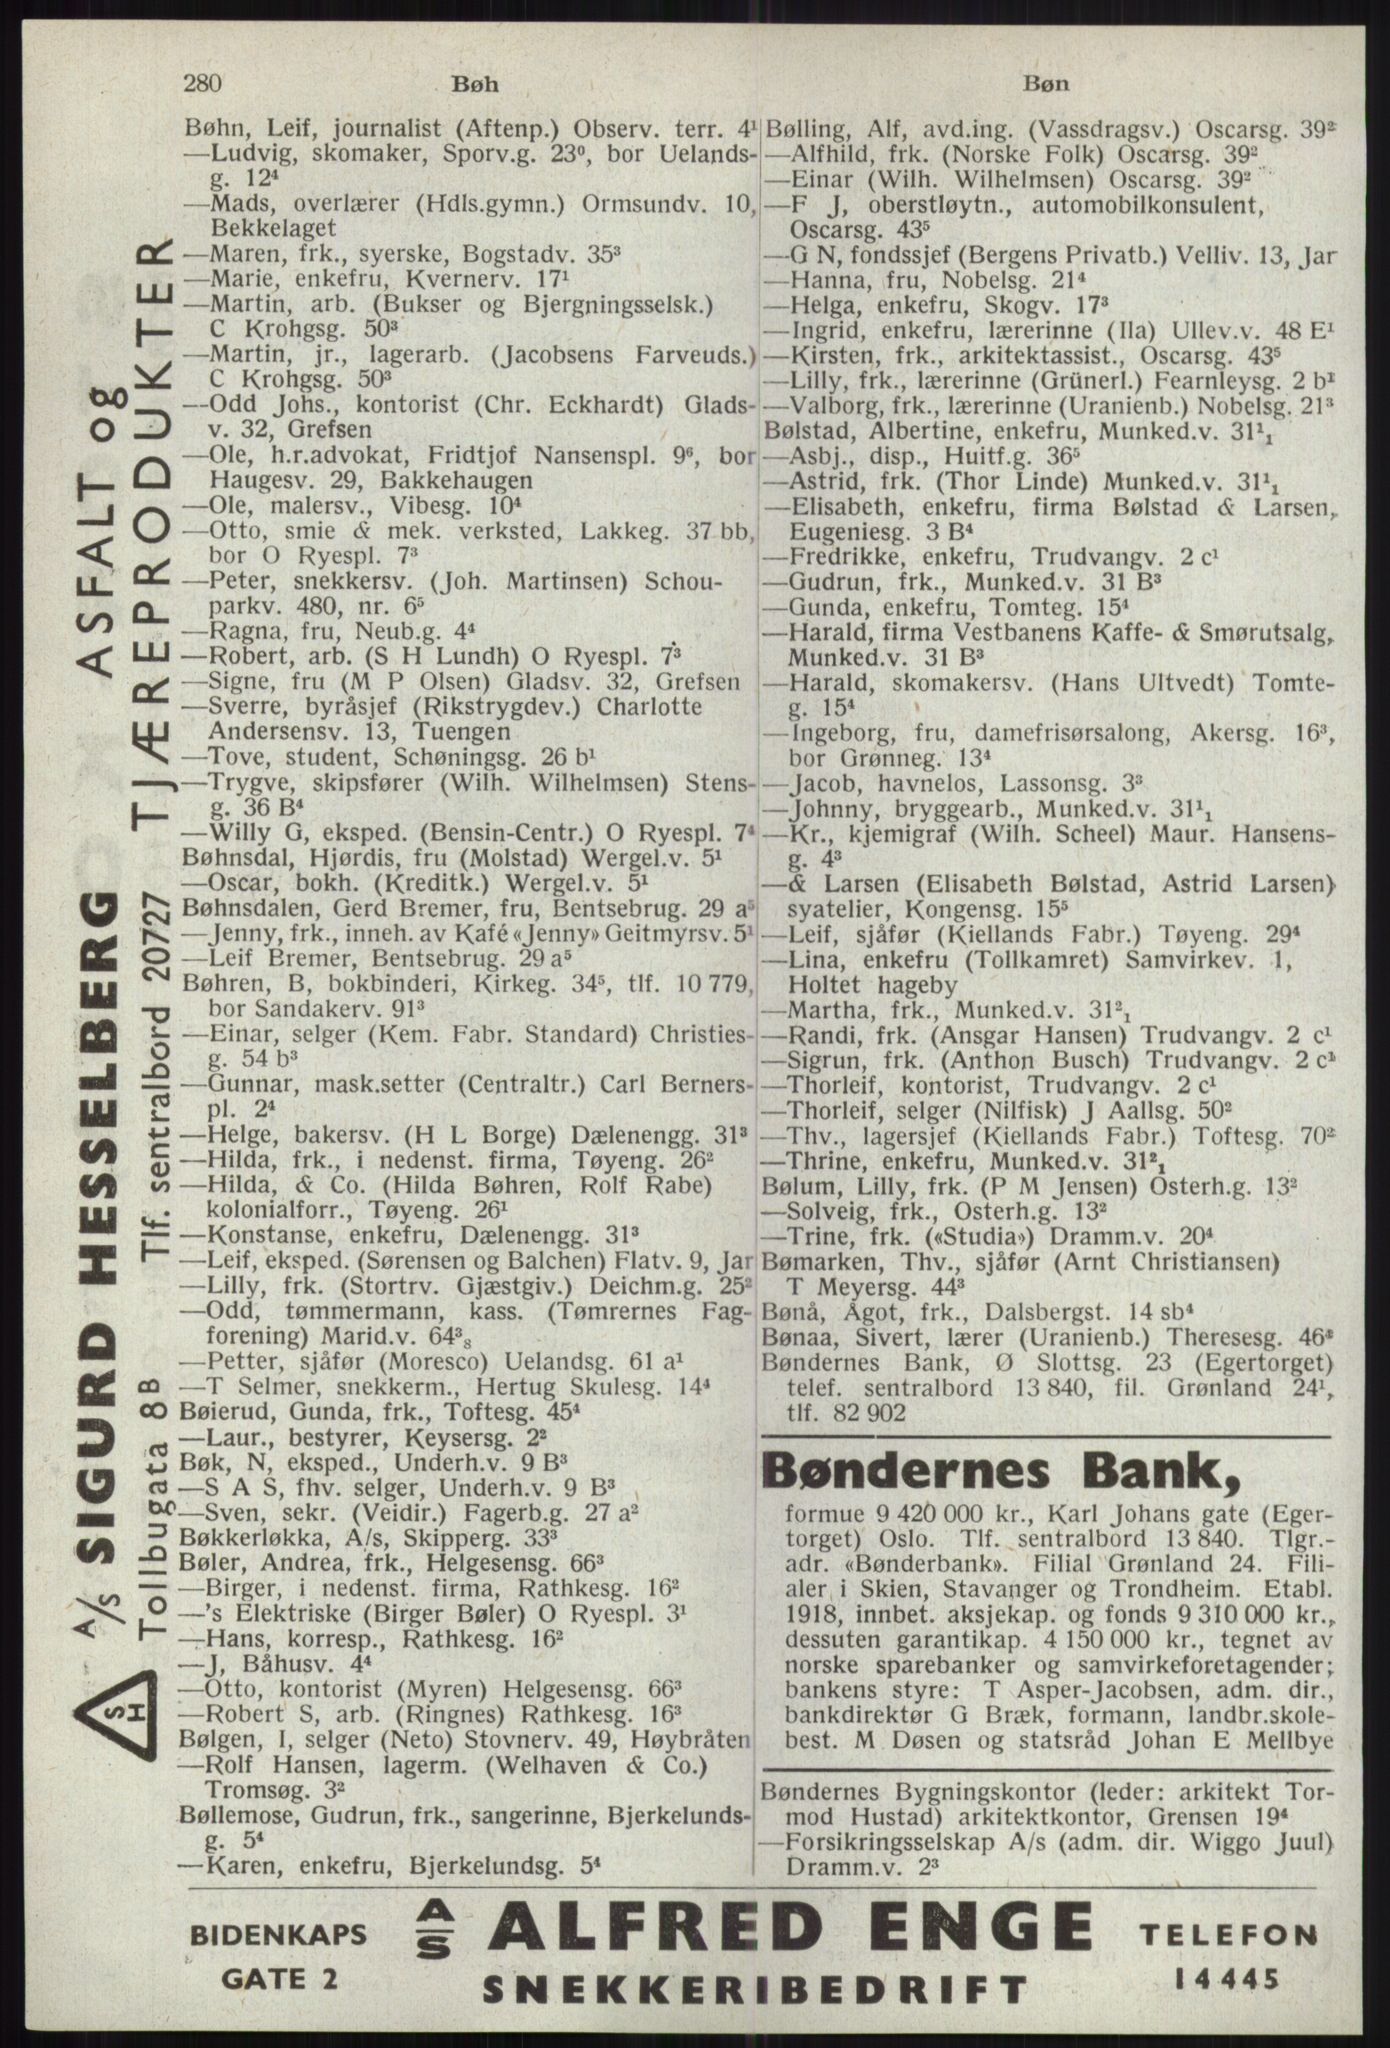 280
Bøh
Bøn
Bøhn, Leif, journalist (Aftenp.) Observ. terr. 4¹
—Ludvig, skomaker, Sporv.g. 23⁰, bor Uelands-
g. 12⁴
—Mads, overlærer (Hdls.gymn.) Ormsundv. 10,
Bekkelaget
—Maren, frk., syerske, Bogstadv. 35³
—Marie, enkefru, Kvernerv. 17¹
—Martin, arb. (Bukser og Bjergningsselsk.)
C Krohgsg. 50³
—Martin, jr., lagerarb. (Jacobsens Farveuds.)
C Krohgsg. 50³
—Odd Johs., kontorist (Chr. Eckhardt) Glads-
v. 32, Grefsen
—Ole, h.r.advokat, Fridtjof Nansenspl. 9⁶, bor
Haugesv. 29, Bakkehaugen
—Ole, malersv., Vibesg. 10⁴
—Otto, smie & mek. verksted, Lakkeg. 37 bb,
bor O Ryespl. 7³
—Peter, snekkersv. (Joh. Martinsen) Schou-
parkv. 480, nr. 6⁵
—Ragna, fru, Neub.g. 4⁴
—Robert, arb. (S H Lundh) O Ryespl. 7³
—Signe, fru (M P Olsen) Gladsv. 32, Grefsen
—Sverre, byråsjef (Rikstrygdev.) Charlotte
Andersensv. 13, Tuengen
—Tove, student, Schøningsg. 26 b¹
—Trygve, skipsfører (Wilh. Wilhelmsen) Stens-
g. 36 B⁴
—Willy G, eksped. (Bensin-Centr.) O Ryespl. 7⁴
Bøhnsdal, Hjørdis, fru (Molstad) Wergel.v. 5¹
—Oscar, bokh. (Kreditk.) Wergel.v. 5¹
Bøhnsdalen, Gerd Bremer, fru, Bentsebrug. 29 a⁵
—Jenny, frk., inneh. av Kafé «Jenny» Geitmyrsv. 5¹
—Leif Bremer, Bentsebrug. 29 a⁵
Bøhren, B, bokbinderi, Kirkeg. 34⁵, tlf. 10 779,
bor Sandakerv. 91³
—Einar, selger (Kem. Fabr. Standard) Christies-
g. 54 b³
—Gunnar, mask.setter (Centraltr.) Carl Berners-
pl. 2⁴
—Helge, bakersv. (H L Borge) Dælenengg. 31³
—Hilda, frk., i nedenst. firma, Tøyeng. 26²
—Hilda, & Co. (Hilda Bøhren, Rolf Rabe)
kolonialforr., Tøyeng. 26¹
—Konstanse, enkefru, Dælenengg. 31³
—Leif, eksped. (Sørensen og Balchen) Flatv. 9, Jar
—Lilly, frk. (Stortrv. Gjæstgiv.) Deichm.g. 25²
—Odd, tømmermann, kass. (Tømrernes Fag-
forening) Marid.v. 64³₈
—Petter, sjåfør (Moresco) Uelandsg. 61 a¹
—T Selmer, snekkerm., Hertug Skulesg. 14⁴
Bøierud, Gunda, frk., Toftesg. 45⁴
—Laur., bestyrer, Keysersg. 2²
Bøk, N, eksped., Underh.v. 9 B³
—S A S, fhv. selger, Underh.v. 9 B³
—Sven, sekr. (Veidir.) Fagerb.g. 27 a²
Bøkkerløkka, A/s, Skipperg. 33³
Bøler, Andrea, frk., Helgesensg. 66³
—Birger, i nedenst. firma, Rathkesg. 16²
—'s Elektriske (Birger Bøler) O Ryespl. 3¹
—Hans, korresp., Rathkesg. 16²
—J, Båhusv. 4⁴
—Otto, kontorist (Myren) Helgesensg. 66³
—Robert S, arb. (Ringnes) Rathkesg. 16³
Bølgen, I, selger (Neto) Stovnerv. 49, Høybråten
—Rolf Hansen, lagerm. (Welhaven & Co.)
Tromsøg. 3²
Bøllemose, Gudrun, frk., sangerinne, Bjerkelunds-
g. 5⁴
—Karen, enkefru, Bjerkelundsg. 5⁴
Bølling, Alf, avd.ing. (Vassdragsv.) Oscarsg. 39²
—Alfhild, frk. (Norske Folk) Oscarsg. 39²
—Einar (Wilh. Wilhelmsen) Oscarsg. 39²
—F J, oberstløytn., automobilkonsulent,
Oscarsg. 43⁵
—G N, fondssjef (Bergens Privatb.) Velliv. 13, Jar
—Hanna, fru, Nobelsg. 21⁴
—Helga, enkefru, Skogv. 17³
—Ingrid, enkefru, lærerinne (Ila) Ullev.v. 48 E¹
—Kirsten, frk., arkitektassist., Oscarsg. 43⁵
—Lilly, frk., lærerinne (Grünerl.) Fearnleysg. 2 b¹
—Valborg, frk., lærerinne (Uranienb.) Nobelsg. 21³
Bølstad, Albertine, enkefru, Munked.v. 31¹₁
—Asbj., disp., Huitf.g. 36⁵
—Astrid, frk. (Thor Linde) Munked.v. 31¹₁
—Elisabeth, enkefru, firma Bølstad & Larsen,
Eugeniesg. 3 B⁴
—Fredrikke, enkefru, Trudvangv. 2 c¹
—Gudrun, frk., Munked.v. 31 B³
—Gunda, enkefru, Tomteg. 15⁴
—Harald, firma Vestbanens Kaffe- & Smørutsalg,
Munked.v. 31 B³
—Harald, skomakersv. (Hans Ultvedt) Tomte-
g. 15⁴
—Ingeborg, fru, damefrisørsalong, Akersg. 16³,
bor Grønneg. 13⁴
—Jacob, havnelos, Lassonsg. 3³
—Johnny, bryggearb., Munked.v. 31¹₁
—Kr., kjemigraf (Wilh. Scheel) Maur. Hansens-
g. 4³
—& Larsen (Elisabeth Bølstad, Astrid Larsen)
syatelier, Kongensg. 15⁵
—Leif, sjåfør (Kiellands Fabr.) Tøyeng. 29⁴
—Lina, enkefru (Tollkamret) Samvirkev. 1,
Holtet hageby
—Martha, frk., Munked.v. 31²₁
—Randi, frk. (Ansgar Hansen) Trudvangv. 2 c¹
—Sigrun, frk. (Anthon Busch) Trudvangv. 2 c¹
—Thorleif, kontorist, Trudvangv. 2 c¹
—Thorleif, selger (Nilfisk) J Aallsg. 50²
—Thv., lagersjef (Kiellands Fabr.) Toftesg. 70²
—Thrine, enkefru, Munked.v. 31²₁
Bølum, Lilly, frk. (P M Jensen) Osterh.g. 13²
—Solveig, frk., Osterh.g. 13²
—Trine, frk. («Studia») Dramm.v. 20⁴
Bømarken, Thv., sjåfør (Arnt Christiansen)
T Meyersg. 44³
Bønå, Ågot, frk., Dalsbergst. 14 sb⁴
Bønaa, Sivert, lærer (Uranienb.) Theresesg. 46⁴
Bøndernes Bank, Ø Slottsg. 23 (Egertorget)
telef. sentralbord 13 840, fil. Grønland 24¹,
tlf. 82 902
Bøndernes Bank,
formue 9 420 000 kr., Karl Johans gate (Eger-
torget) Oslo. Tlf. sentralbord 13 840. Tlgr.-
adr. «Bønderbank». Filial Grønland 24. Fili-
aler i Skien, Stavanger og Trondheim. Etabl.
1918, innbet. aksjekap. og fonds 9 310 000 kr.,
dessuten garantikap. 4 150 000 kr., tegnet av
norske sparebanker og samvirkeforetagender;
bankens styre: T Asper-Jacobsen, adm. dir.,
bankdirektør G Bræk, formann, landbr.skole-
best. M Døsen og statsråd Johan E Mellbye
Bøndernes Bygningskontor (leder: arkitekt Tor-
mod Hustad) arkitektkontor, Grensen 19⁴
—Forsikringsselskap A/s (adm. dir. Wiggo Juul)
Dramm.v. 2³
SH
A/s SIGURD HESSELBERG
ASFALT og
TJÆREPRODUKTER
Tollbugata 8B
Tlf. sentralbord 20727
BIDENKAPS
GATE 2
A/S ALFRED ENGE
SNEKKERIBEDRIFT
TELEFON
14445